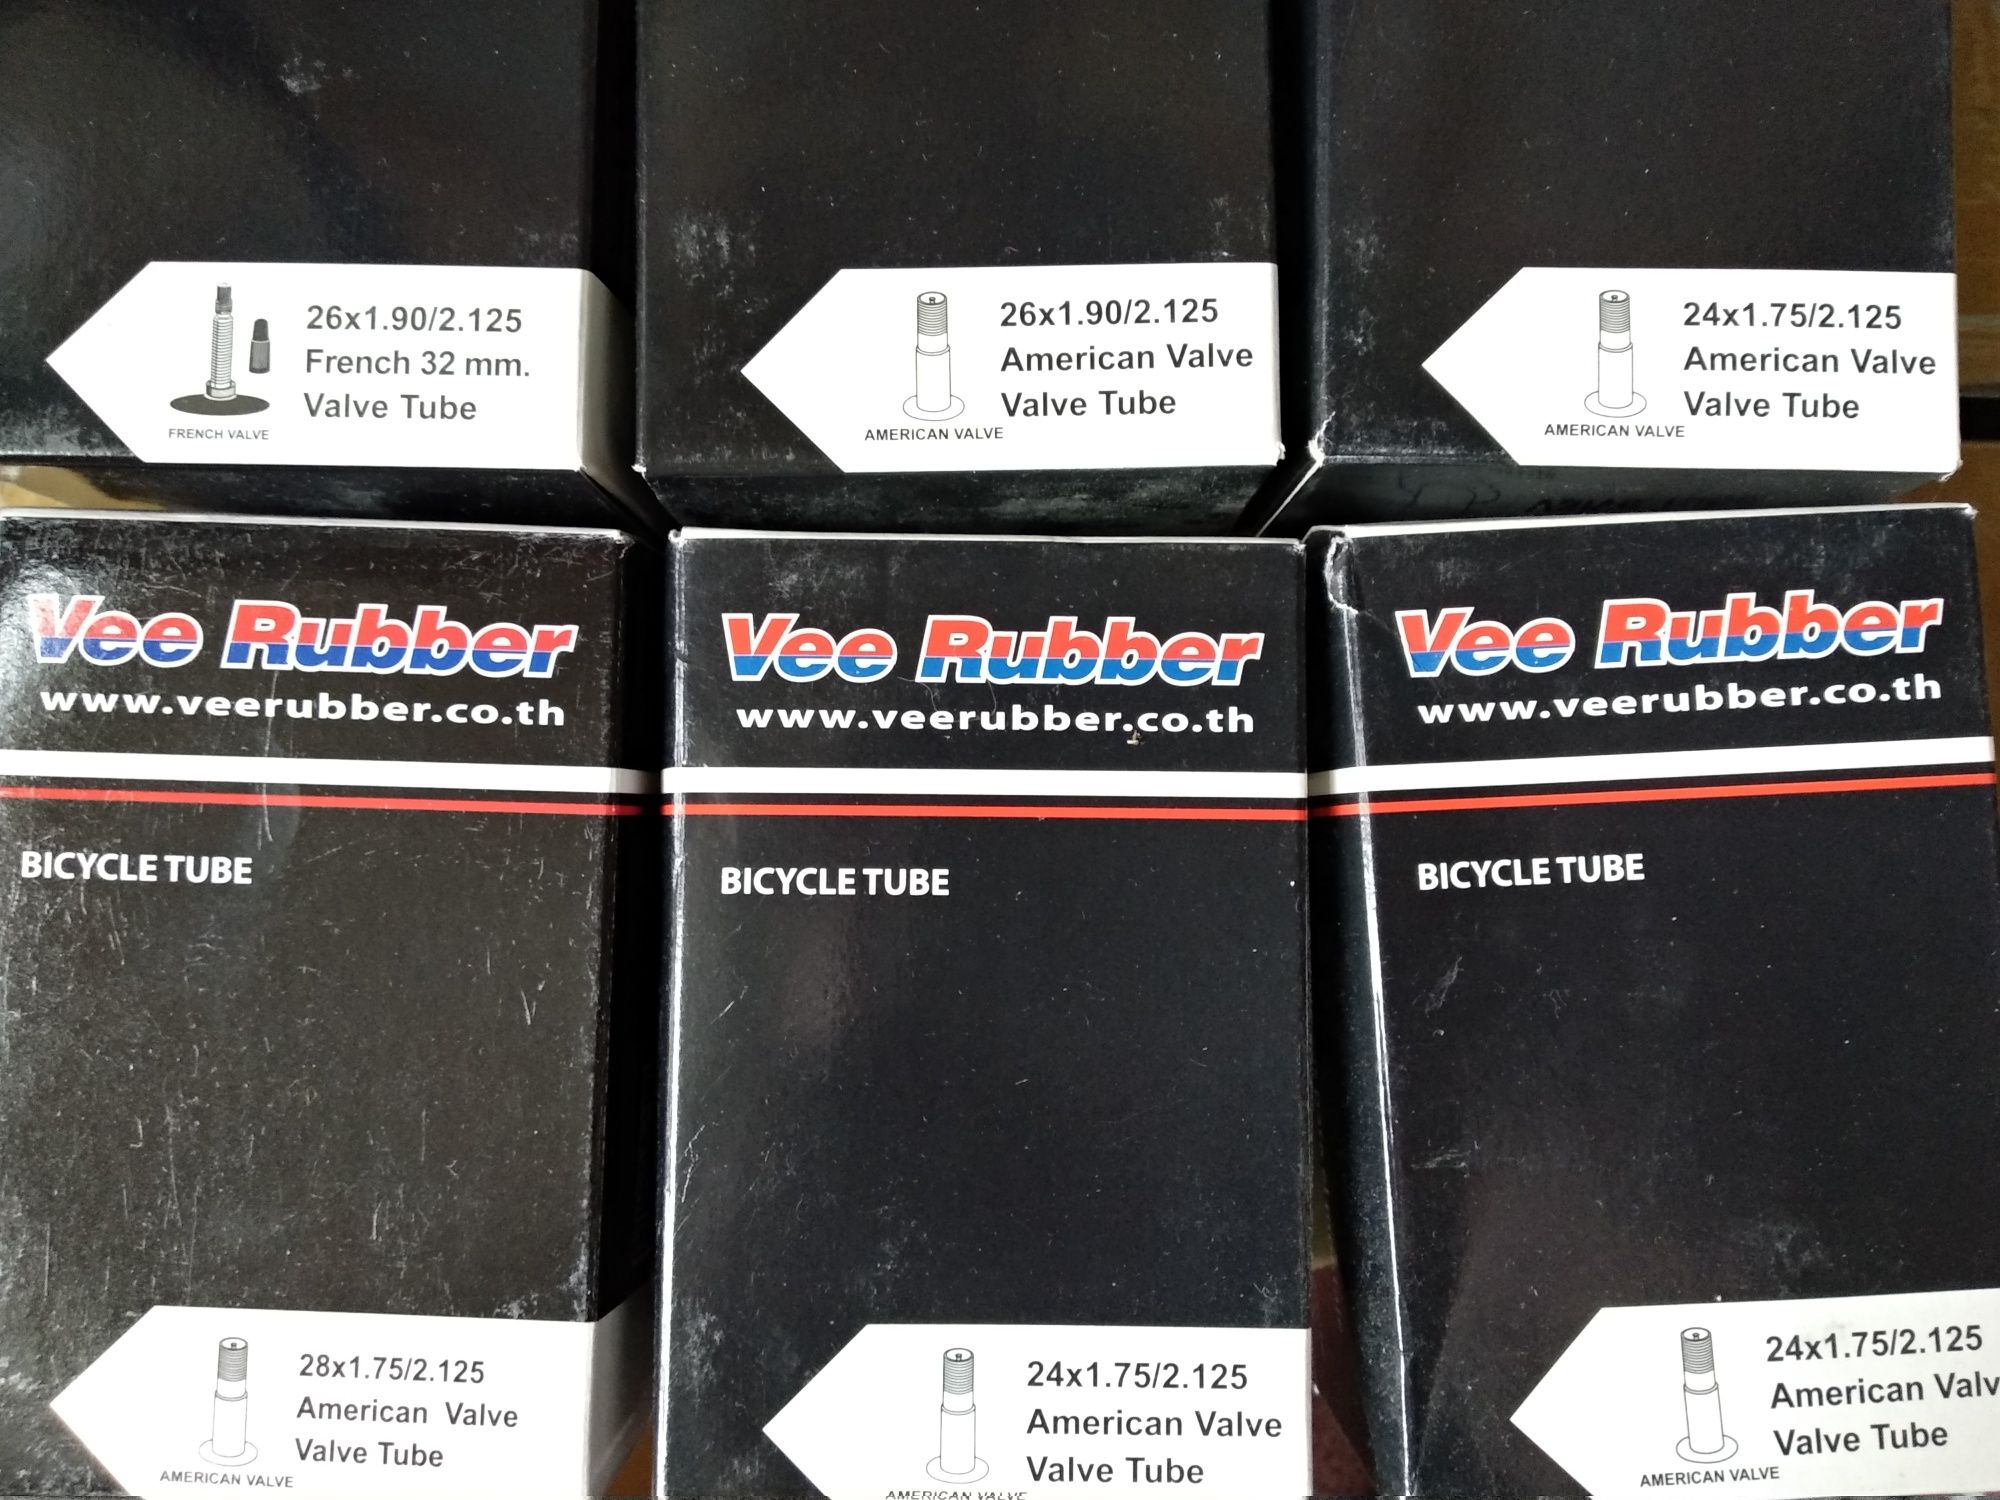 26x1.90/2.125
French 32 mm.
Valve Tube
FRENCH VALVE
26x1.90/2.125
American Valve
Valve Tube
AMERICAN VALVE
24x1.75/2.125
American Valve
Valve Tube
AMERICAN VALVE
Vee Rubber
www.veerubber.co.th
BICYCLE TUBE
28x1.75/2.125
American Valve
Valve Tube
AMERICAN VALVE
Vee Rubber
www.veerubber.co.th
BICYCLE TUBE
24x1.75/2.125
American Valve
Valve Tube
AMERICAN VALVE
Vee Rubber
www.veerubber.co.th
BICYCLE TUBE
24x1.75/2.125
American Valv
Valve Tube
AMERICAN VALVE